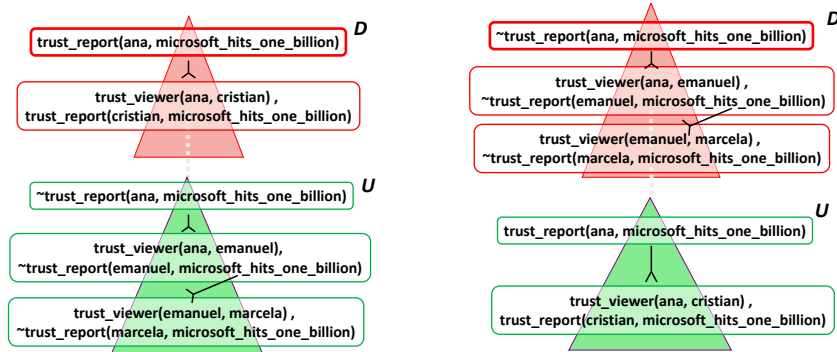 D
trust_report(ana, microsoft_hits_one_billion)
trust_viewer(ana, cristian) ,
trust_report(cristian, microsoft_hits_one_billion)
U
~trust_report(ana, microsoft_hits_one_billion)
trust_viewer(ana, emanuel),
~trust_report(emanuel, microsoft_hits_one_billion)
trust_viewer(emanuel, marcela) ,
~trust_report(marcela, microsoft_hits_one_billion)
D
~trust_report(ana, microsoft_hits_one_billion)
trust_viewer(ana, emanuel) ,
~trust_report(emanuel, microsoft_hits_one_billion)
trust_viewer(emanuel, marcela) ,
~trust_report(marcela, microsoft_hits_one_billion)
U
trust_report(ana, microsoft_hits_one_billion)
trust_viewer(ana, cristian) ,
trust_report(cristian, microsoft_hits_one_billion)